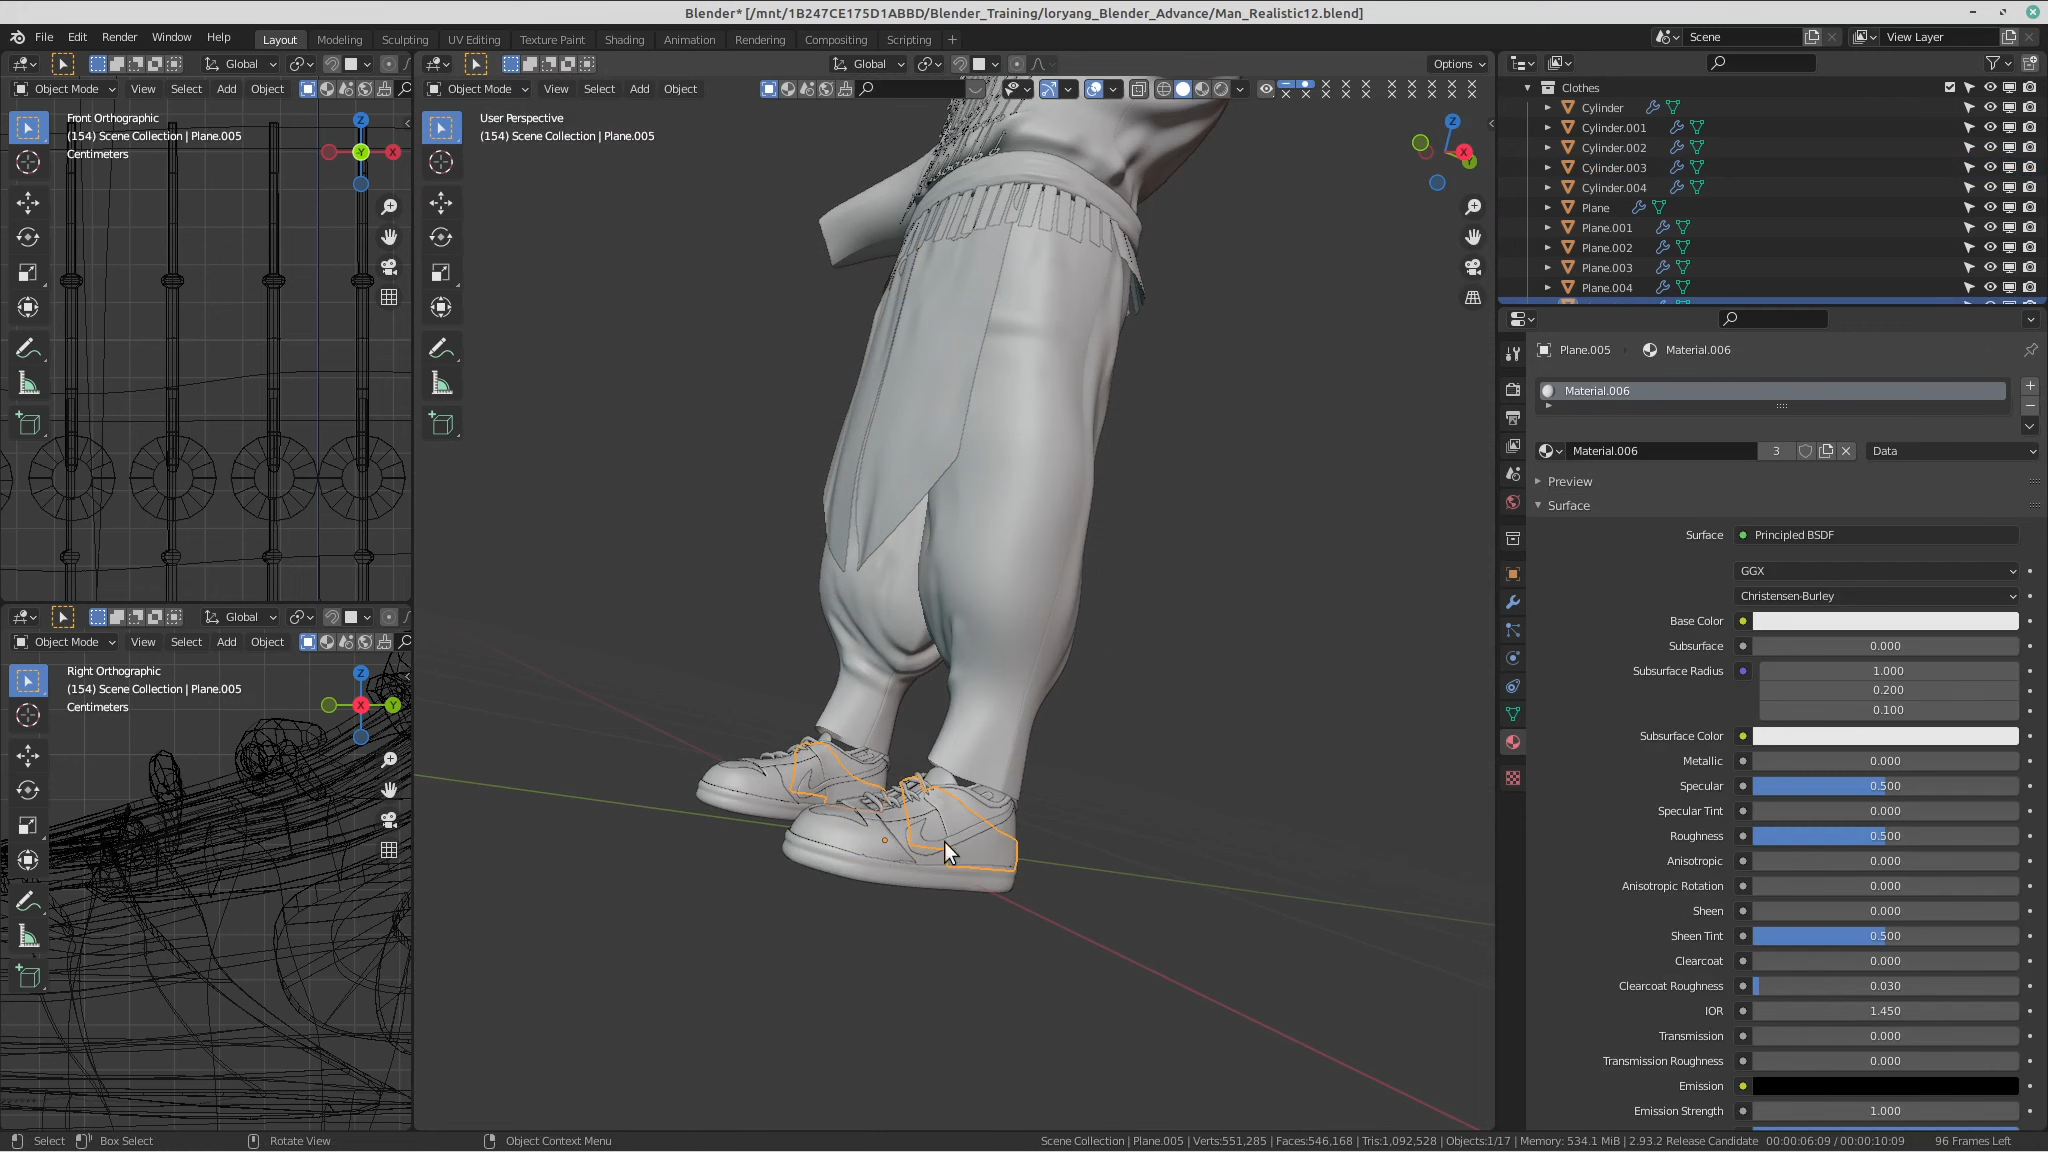 Blender* [/mnt/1B247CE175D1ABBD/Blender_Training/loryang_Blender_Advance/Man_Realistic12.blend]
File Edit Render Window Help
Layout Modeling Sculpting UV Editing Texture Paint Shading Animation Rendering Compositing Scripting +
Scene
View Layer
Global
Object Mode View Select Add Object
Front Orthographic
(154) Scene Collection | Plane.005
Centimeters
Z
-Y
X
Global
Object Mode View Select Add Object
Right Orthographic
(154) Scene Collection | Plane.005
Centimeters
Z
X
Y
Global
Options
Object Mode View Select Add Object
User Perspective
(154) Scene Collection | Plane.005
Z
X
Y
Clothes
Cylinder
Cylinder.001
Cylinder.002
Cylinder.003
Cylinder.004
Plane
Plane.001
Plane.002
Plane.003
Plane.004
Plane.005 Material.006
Material.006
Material.006 3 Data
Preview
Surface
Surface Principled BSDF
GGX
Christensen-Burley
Base Color
Subsurface 0.000
Subsurface Radius 1.000
0.200
0.100
Subsurface Color
Metallic 0.000
Specular 0.500
Specular Tint 0.000
Roughness 0.500
Anisotropic 0.000
Anisotropic Rotation 0.000
Sheen 0.000
Sheen Tint 0.500
Clearcoat 0.000
Clearcoat Roughness 0.030
IOR 1.450
Transmission 0.000
Transmission Roughness 0.000
Emission
Emission Strength 1.000
Select Box Select Rotate View Object Context Menu
Scene Collection | Plane.005 | Verts:551,285 | Faces:546,168 | Tris:1,092,528 | Objects:1/17 | Memory: 534.1 MiB | 2.93.2 Release Candidate 00:00:06:09 / 00:00:10:09 96 Frames Left